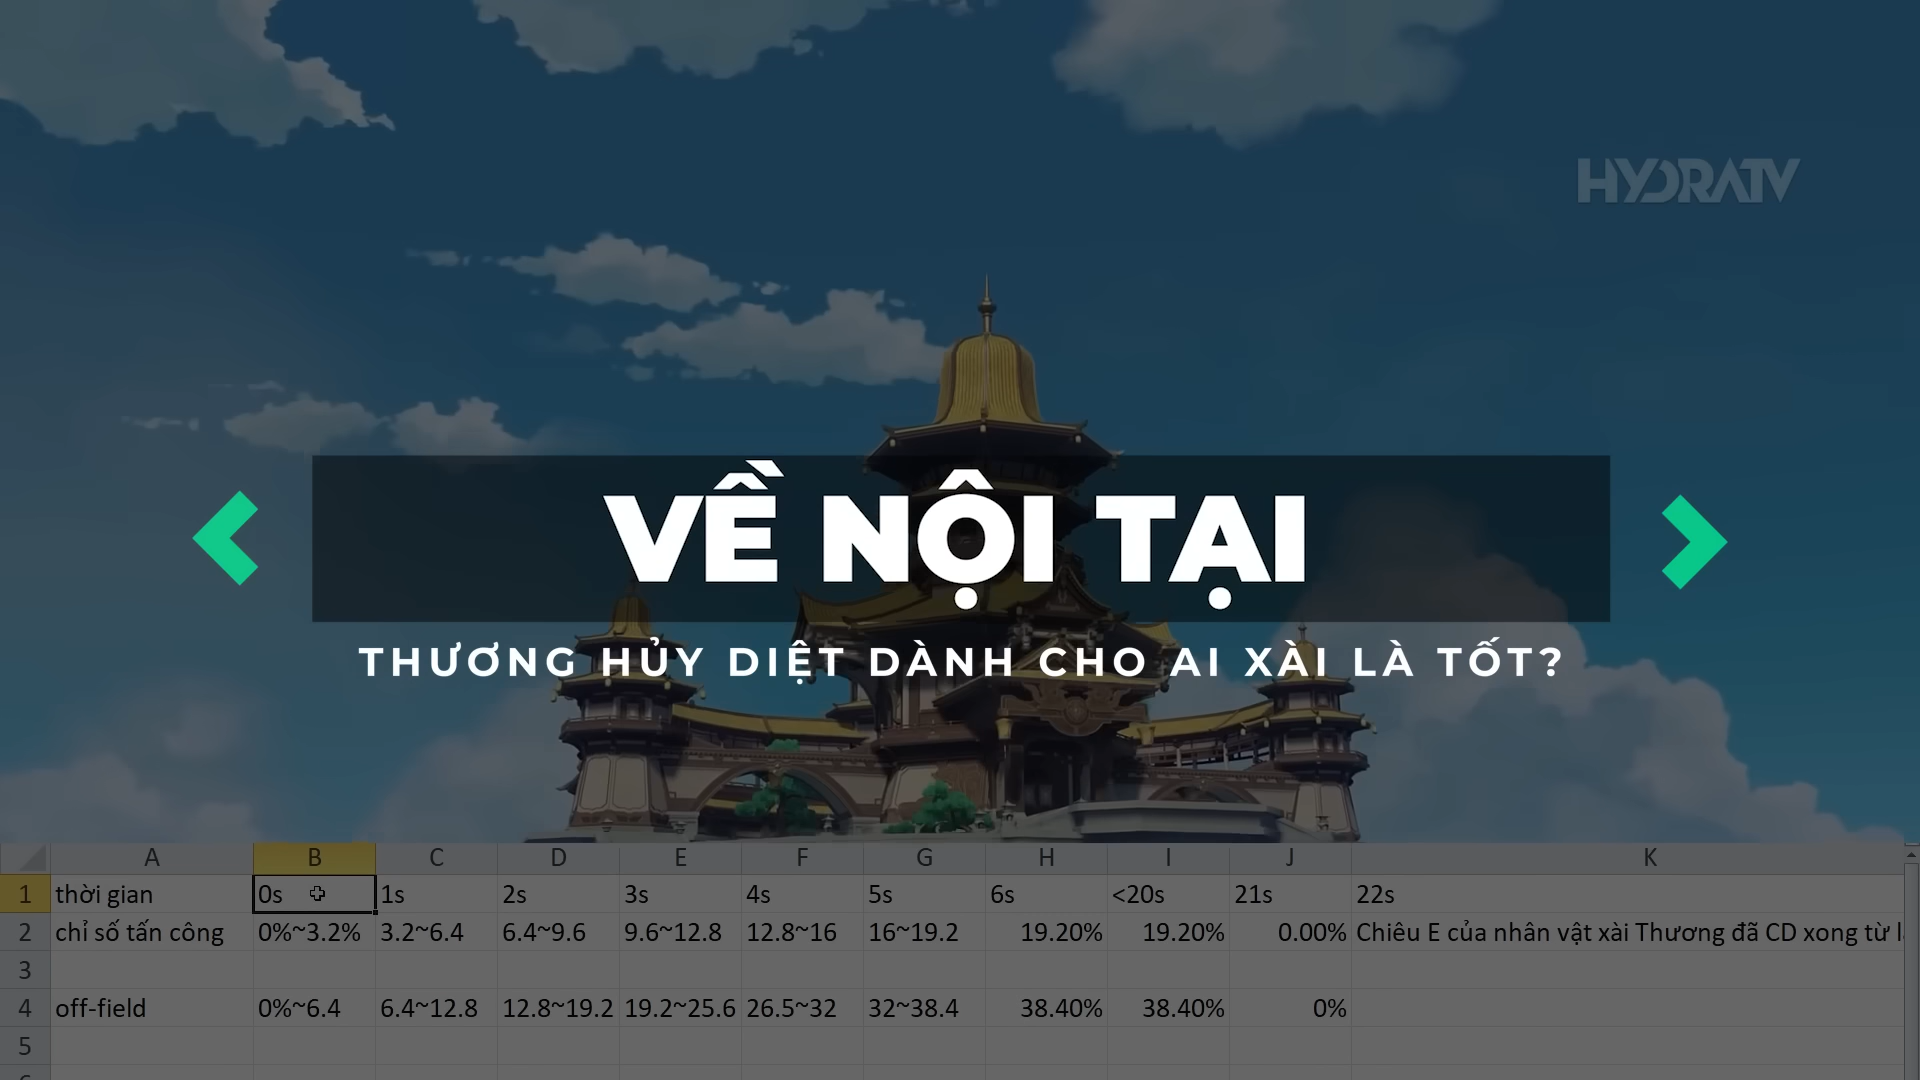 HYDRATV
VỀ NỘI TẠI
THƯƠNG HỦY DIỆT DÀNH CHO AI XÀI LÀ TỐT?
A B C D E F G H I J K
1 thời gian 0s 1s 2s 3s 4s 5s 6s <20s 21s 22s
2 chỉ số tấn công 0%~3.2% 3.2~6.4 6.4~9.6 9.6~12.8 12.8~16 16~19.2 19.20% 19.20% 0.00% Chiêu E của nhân vật xài Thương đã CD xong từ
3
4 off-field 0%~6.4 6.4~12.8 12.8~19.2 19.2~25.6 26.5~32 32~38.4 38.40% 38.40% 0%
5